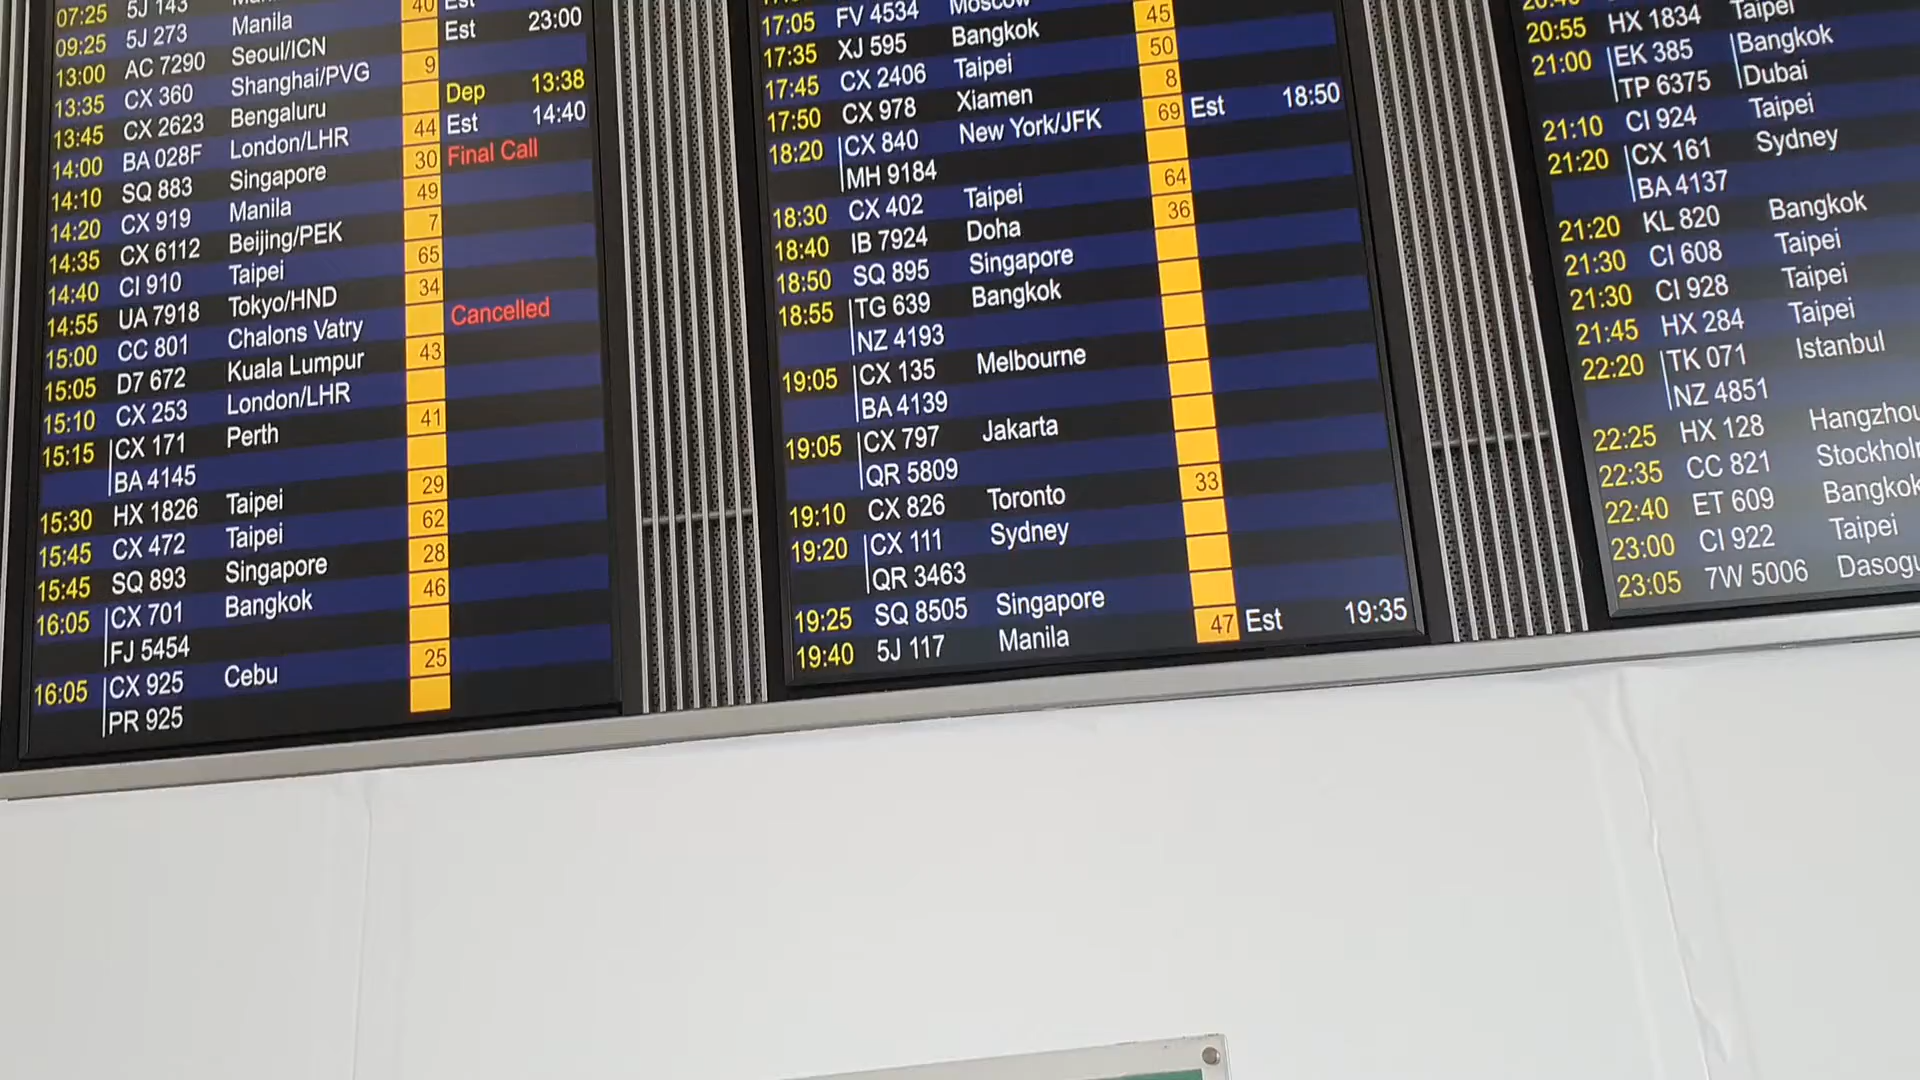 07:25 5J 143
09:25 5J 273 Manila 40 Est
13:00 AC 7290 Seoul/ICN Est 23:00
13:35 CX 360 Shanghai/PVG 9
13:45 CX 2623 Bengaluru Dep 13:38
14:00 BA 028F London/LHR 44 Est 14:40
14:10 SQ 883 Singapore 30 Final Call
14:20 CX 919 Manila 49
14:35 CX 6112 Beijing/PEK 7
14:40 CI 910 Taipei 65
14:55 UA 7918 Tokyo/HND 34
15:00 CC 801 Chalons Vatry Cancelled
15:05 D7 672 Kuala Lumpur 43
15:10 CX 253 London/LHR
15:15 CX 171 Perth 41
BA 4145
15:30 HX 1826 Taipei 29
15:45 CX 472 Taipei 62
15:45 SQ 893 Singapore 28
16:05 CX 701 Bangkok 46
FJ 5454
16:05 CX 925 Cebu 25
PR 925
17:05 FV 4534 Moscow
17:35 XJ 595 Bangkok 45
17:45 CX 2406 Taipei 50
17:50 CX 978 Xiamen 8
18:20 CX 840 New York/JFK 69 Est 18:50
MH 9184
18:30 CX 402 Taipei 64
18:40 IB 7924 Doha 36
18:50 SQ 895 Singapore
18:55 TG 639 Bangkok
NZ 4193
19:05 CX 135 Melbourne
BA 4139
19:05 CX 797 Jakarta
QR 5809
19:10 CX 826 Toronto 33
19:20 CX 111 Sydney
QR 3463
19:25 SQ 8505 Singapore
19:40 5J 117 Manila 47 Est 19:35
20:55 HX 1834 Taipei
21:00 EK 385 Bangkok
TP 6375 Dubai
21:10 CI 924 Taipei
21:20 CX 161 Sydney
BA 4137
21:20 KL 820 Bangkok
21:30 CI 608 Taipei
21:30 CI 928 Taipei
21:45 HX 284 Taipei
22:20 TK 071 Istanbul
NZ 4851
22:25 HX 128 Hangzhou
22:35 CC 821 Stockholm
22:40 ET 609 Bangkok
23:00 CI 922 Taipei
23:05 7W 5006 Dasogu